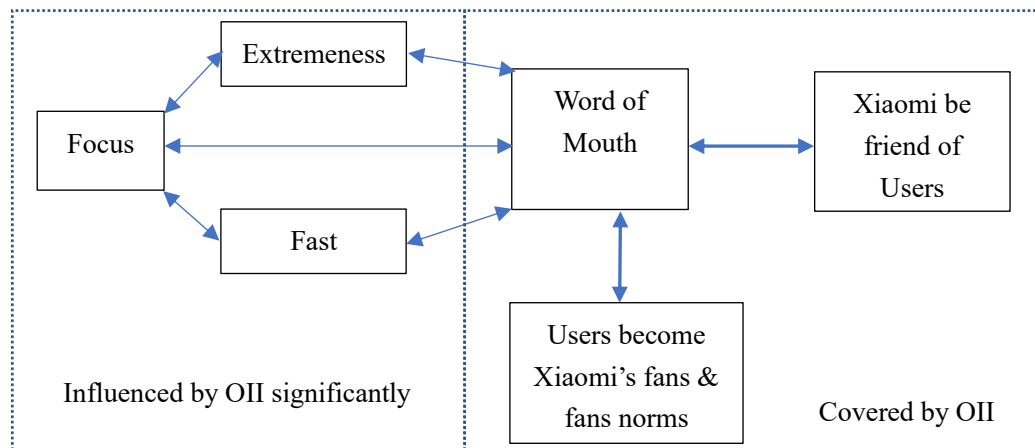 Extremeness
Focus
Fast
Influenced by OII significantly
Word of
Mouth
Xiaomi be
friend of
Users
Users become
Xiaomi's fans &
fans norms
Covered by OII